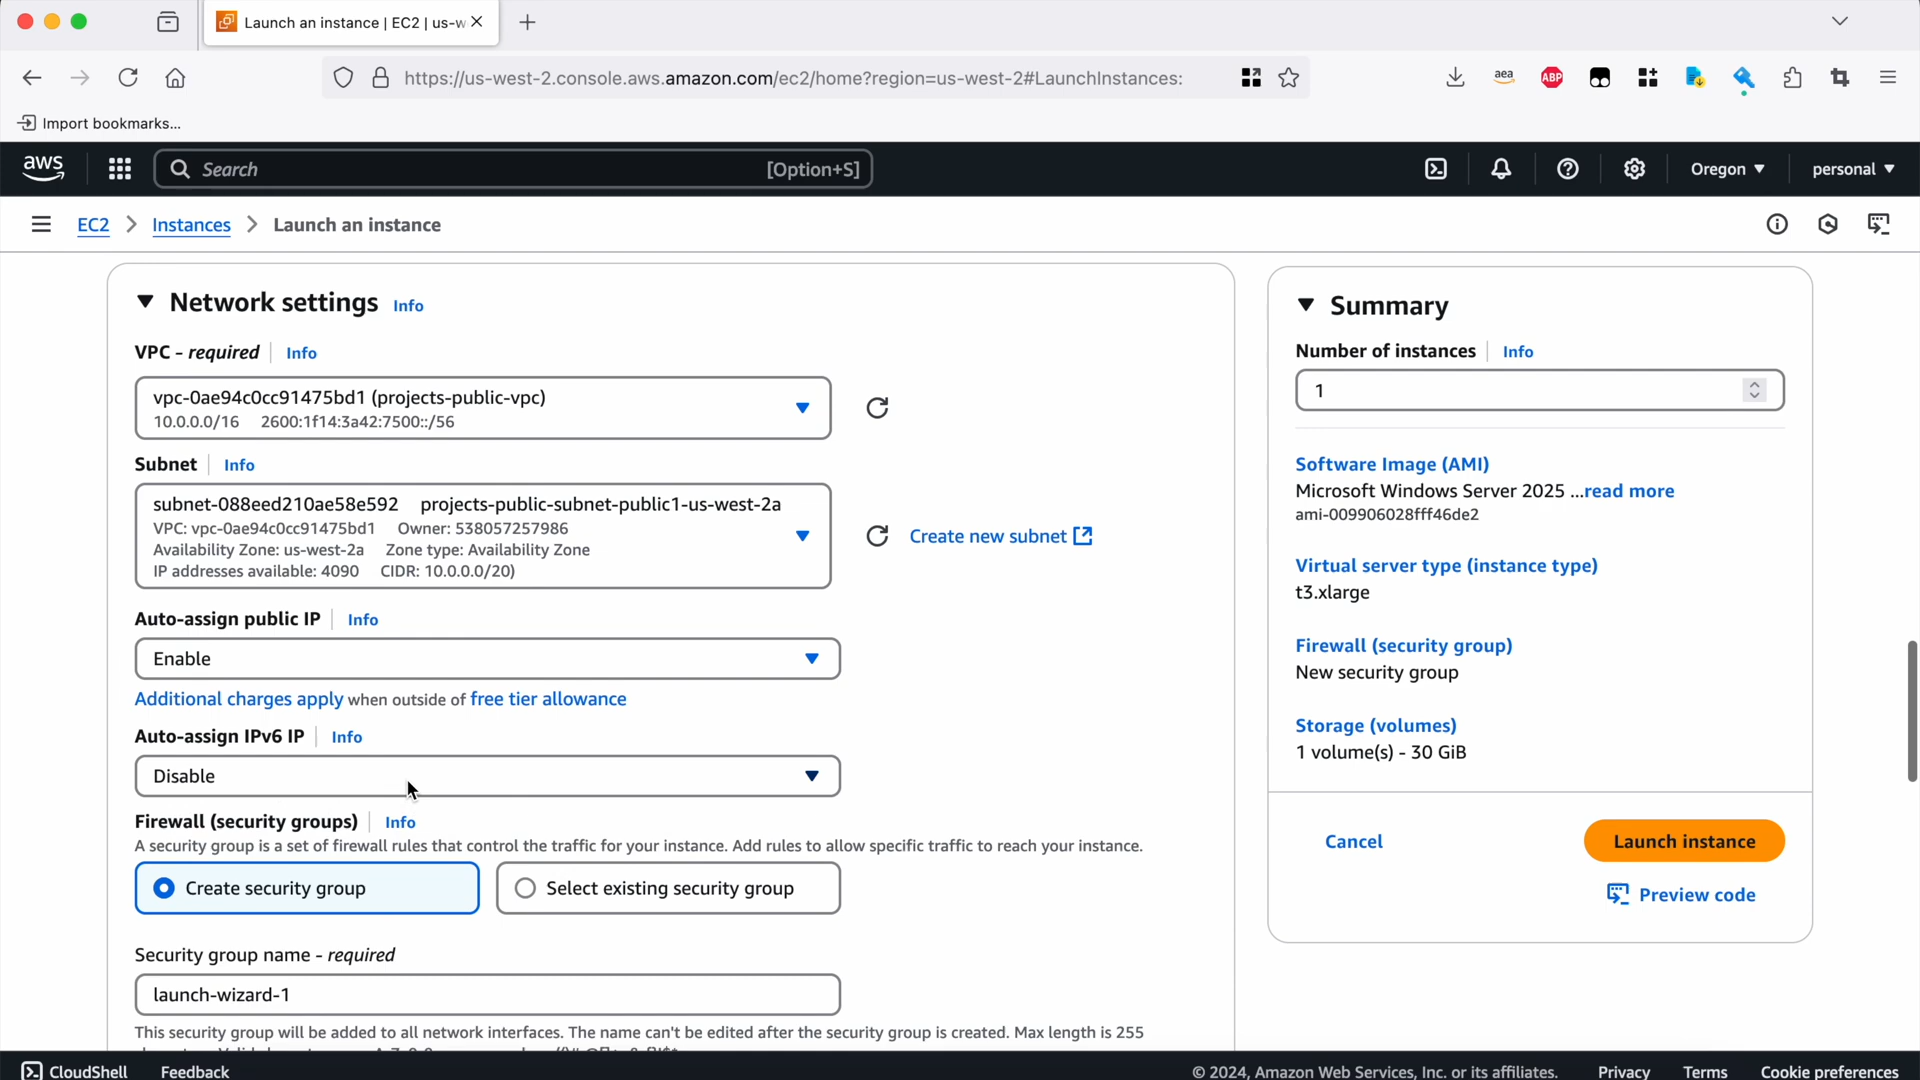 Launch an instance | EC2 | us-w
https://us-west-2.console.aws.amazon.com/ec2/home?region=us-west-2#LaunchInstances:
aea
ABP
Import bookmarks...
aws
Search
[Option+S]
Oregon
personal
EC2
Instances
Launch an instance
Network settings Info
VPC - required Info
vpc-0ae94c0cc91475bd1 (projects-public-vpc)
10.0.0.0/16 2600:1f14:3a42:7500::/56
Subnet Info
subnet-088eed210ae58e592 projects-public-subnet-public1-us-west-2a
VPC: vpc-0ae94c0cc91475bd1 Owner: 538057257986
Availability Zone: us-west-2a Zone type: Availability Zone
IP addresses available: 4090 CIDR: 10.0.0.0/20)
Create new subnet
Auto-assign public IP Info
Enable
Additional charges apply when outside of free tier allowance
Auto-assign IPv6 IP Info
Disable
Firewall (security groups) Info
A security group is a set of firewall rules that control the traffic for your instance. Add rules to allow specific traffic to reach your instance.
Create security group
Select existing security group
Security group name - required
launch-wizard-1
This security group will be added to all network interfaces. The name can't be edited after the security group is created. Max length is 255
Summary
Number of instances Info
1
Software Image (AMI)
Microsoft Windows Server 2025 ...read more
ami-009906028fff46de2
Virtual server type (instance type)
t3.xlarge
Firewall (security group)
New security group
Storage (volumes)
1 volume(s) - 30 GiB
Cancel
Launch instance
Preview code
CloudShell
Feedback
© 2024, Amazon Web Services, Inc. or its affiliates.
Privacy
Terms
Cookie preferences